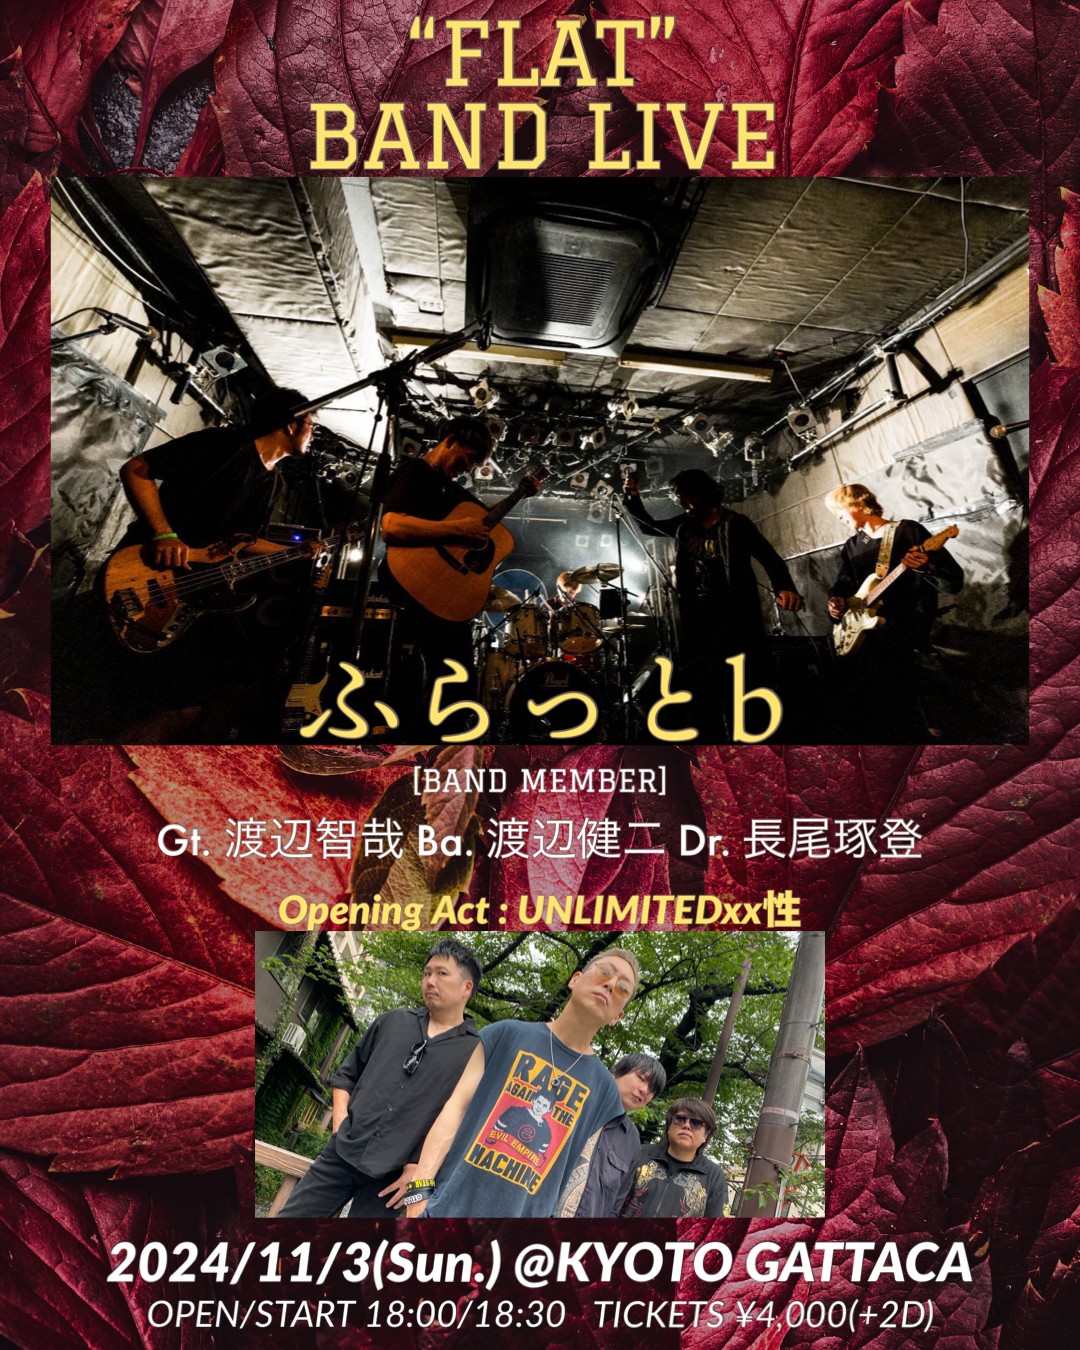 “FLAT”
BAND LIVE
ふらっとb
[BAND MEMBER]
Gt. 渡辺智哉 Ba. 渡辺健二 Dr. 長尾琢登
Opening Act : UNLIMITEDxx性
RAGE
AGAINST THE
EVIL EMPIRE
MACHINE
2024/11/3(Sun.) @KYOTO GATTACA
OPEN/START 18:00/18:30 TICKETS ¥4,000(+2D)